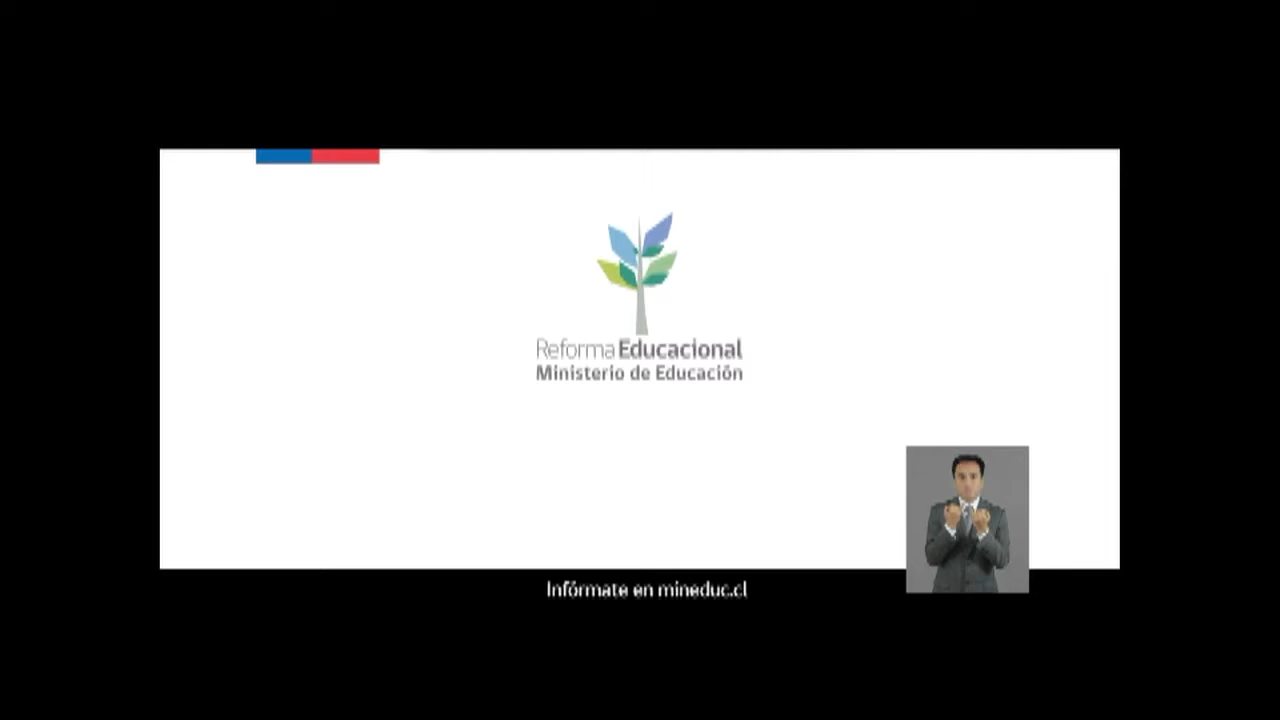 Reforma Educacional
Ministerio de Educación
Infórmate en mineduc.cl